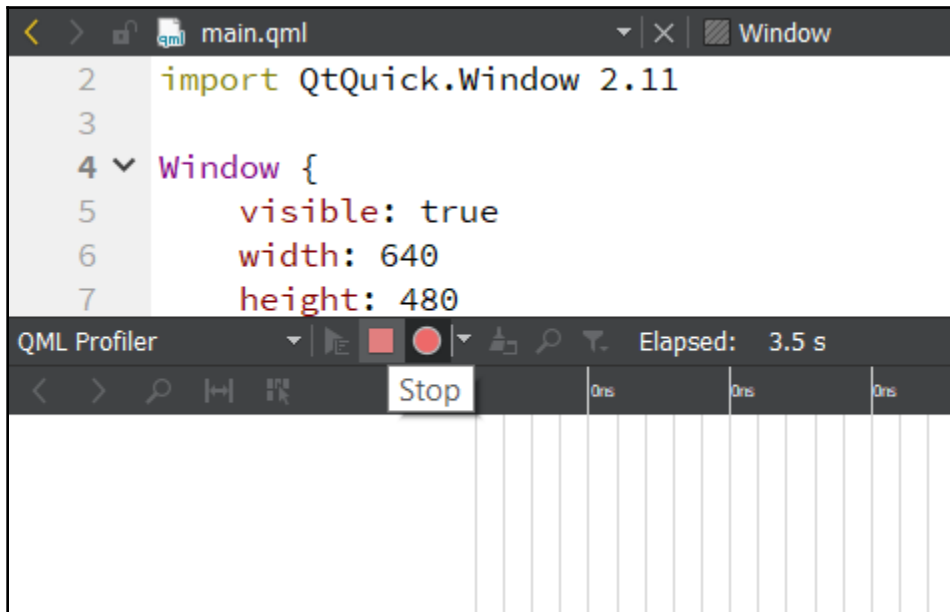 main.qml Window
2 import QtQuick.Window 2.11
3
4 Window {
5 visible: true
6 width: 640
7 height: 480
QML Profiler Elapsed: 3.5 s
Stop 0ns 0ns 0ns